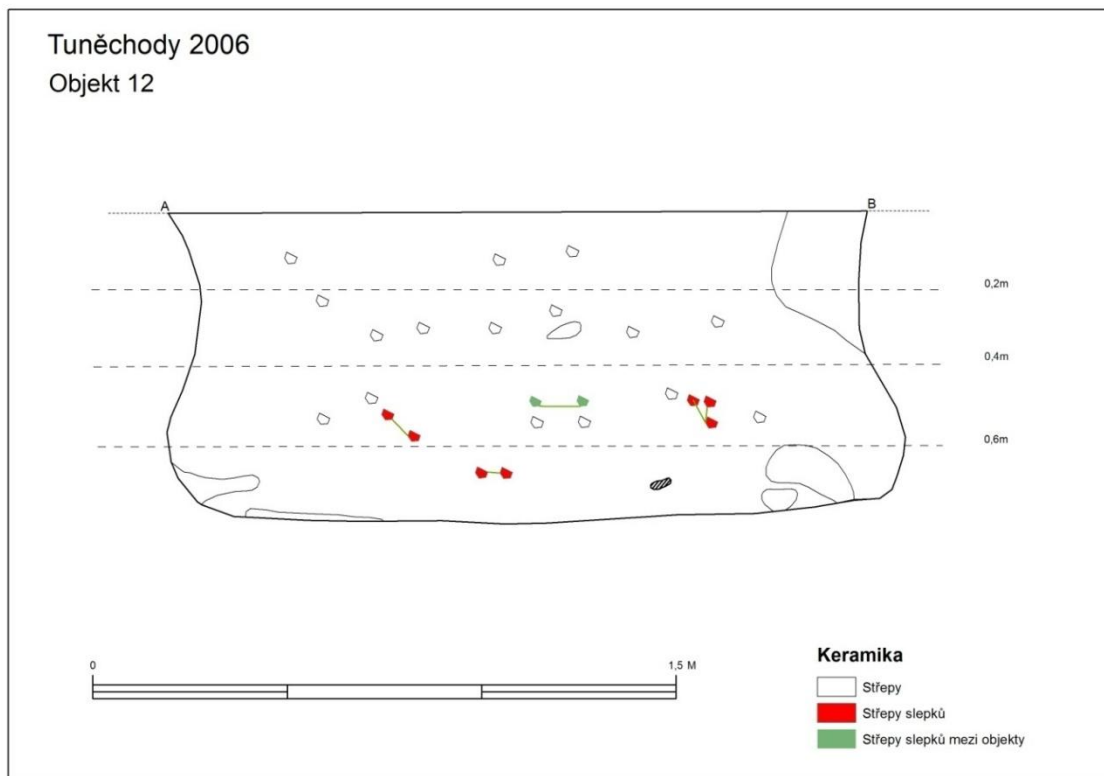 Tuněchody 2006
Objekt 12
A
B
0,2m
0,4m
0,6m
0
1,5 M
Keramika
Střepy
Střepy slepků
Střepy slepků mezi objekty